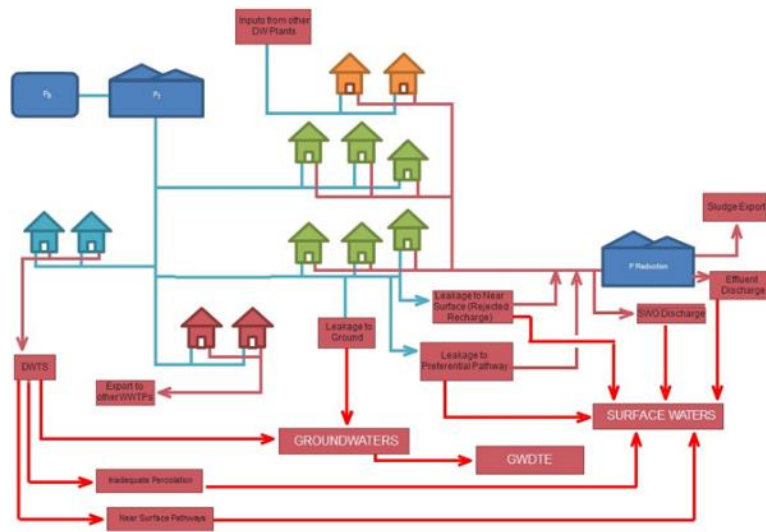 Inputs from other
DW Plants
Sludge Export
P Reduction
Effluent
Discharge
Leakage to Near
Surface (Rejected
Recharge)
SWO Discharge
Leakage to
Ground
Leakage to
Preferential Pathway
DWTS
Export to
other WWTPs
SURFACE WATERS
GROUNDWATERS
GWDTE
Inadequate Percolation
Near Surface Pathways